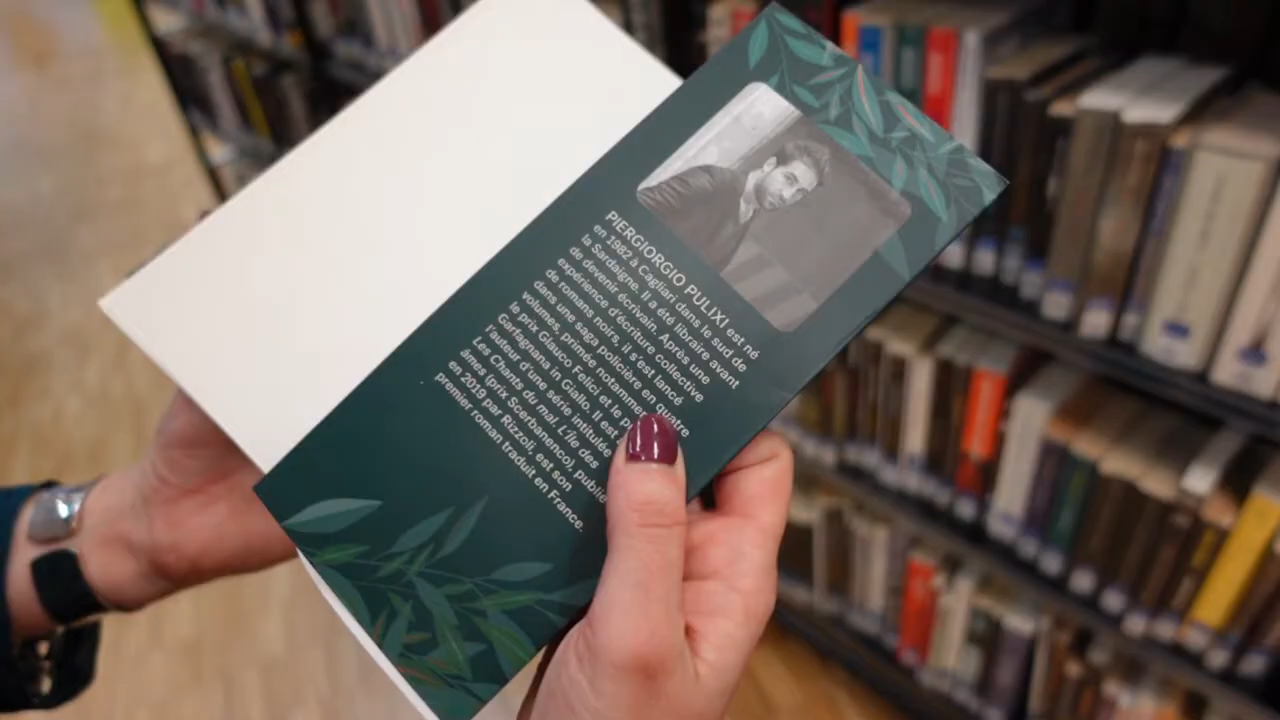 PIERGIORGIO PULIXI est né
en 1982 à Cagliari dans le sud de
la Sardaigne. Il a été libraire avant
de devenir écrivain. Après une
expérience d'écriture collective
de romans noirs, il s'est lancé
dans une saga policière en quatre
volumes, primée notamme
le prix Glauco Felici et le p
Garfagnana in Giallo. Il est
l'auteur d'une série intitulée
Les Chants du mal. L'Île des
âmes (prix Scerbanenco), publié
en 2019 par Rizzoli, est son
premier roman traduit en France.